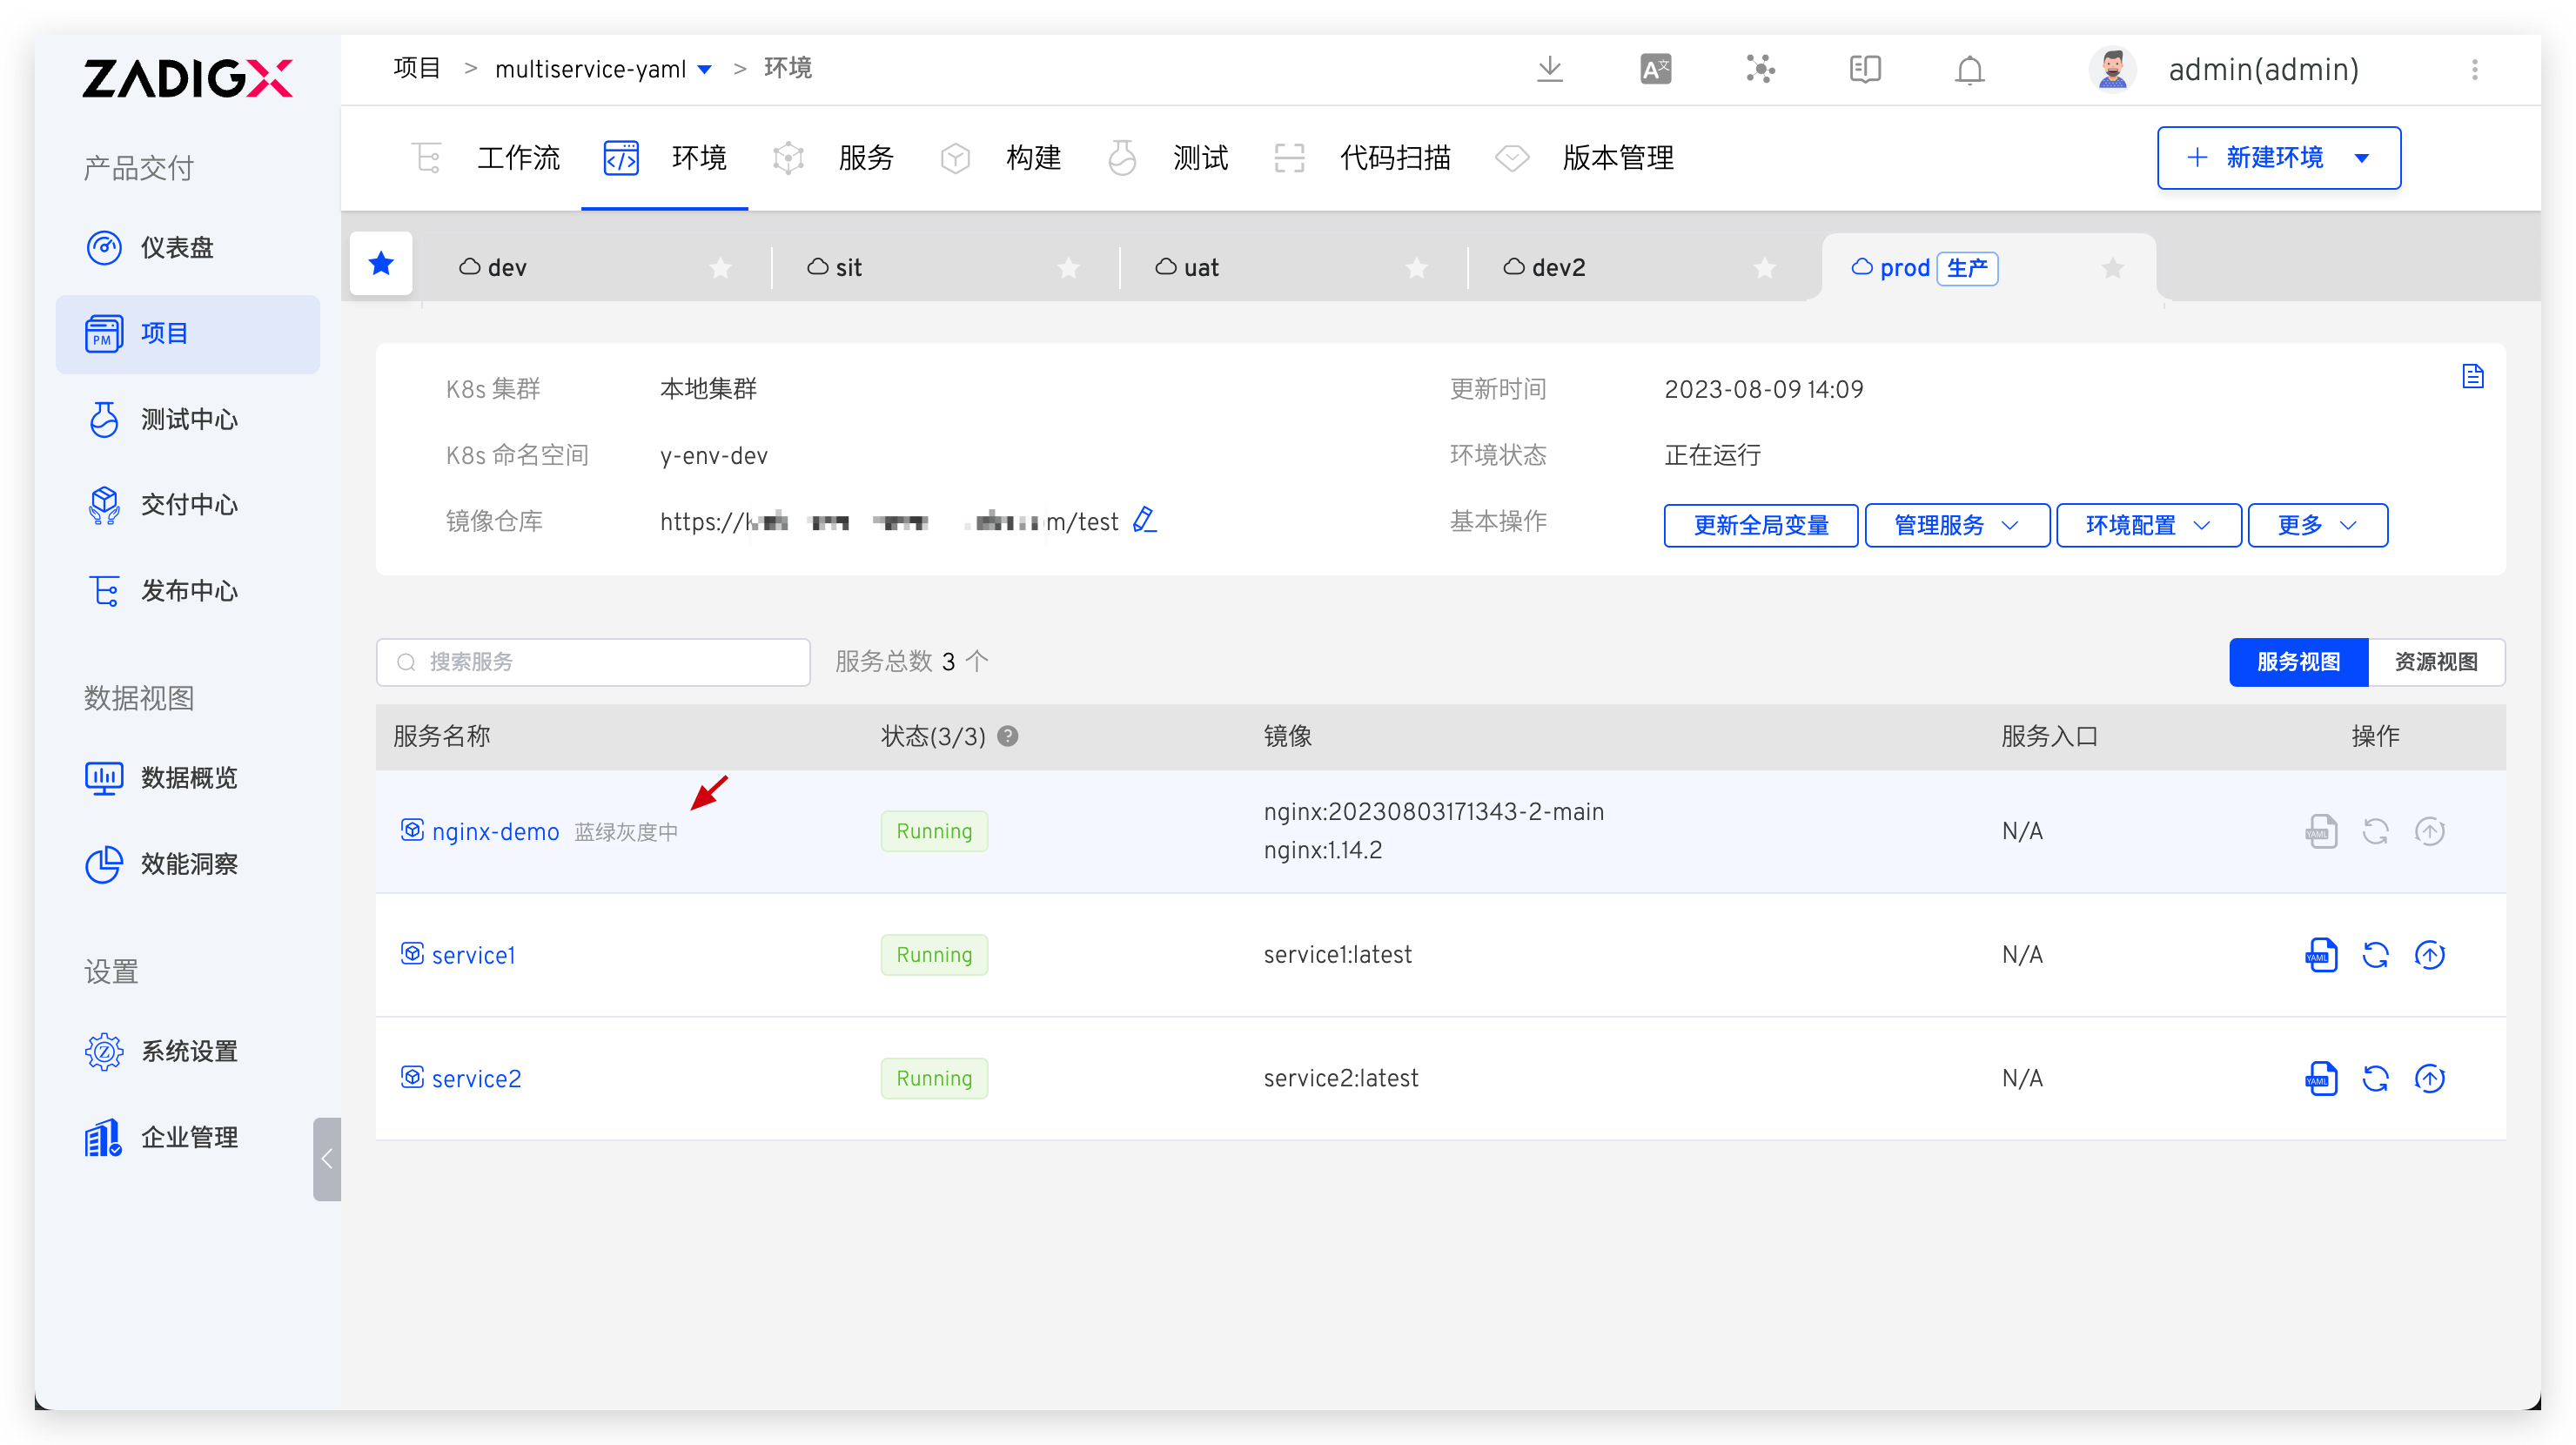 ZADIGX
项目 > multiservice-yaml > 环境
admin(admin)
产品交付
仪表盘
PM 项目
测试中心
交付中心
发布中心
数据视图
数据概览
效能洞察
设置
系统设置
企业管理
工作流 环境 服务 构建 测试 代码扫描 版本管理
+ 新建环境
dev sit uat dev2 prod 生产
K8s 集群 本地集群 更新时间 2023-08-09 14:09
K8s 命名空间 y-env-dev 环境状态 正在运行
镜像仓库 https:// m/test 基本操作 更新全局变量 管理服务 环境配置 更多
搜索服务 服务总数 3 个 服务视图 资源视图
服务名称 状态(3/3) ? 镜像 服务入口 操作
nginx-demo 蓝绿灰度中 Running nginx:20230803171343-2-main N/A YAML
nginx:1.14.2
service1 Running service1:latest N/A YAML
service2 Running service2:latest N/A YAML